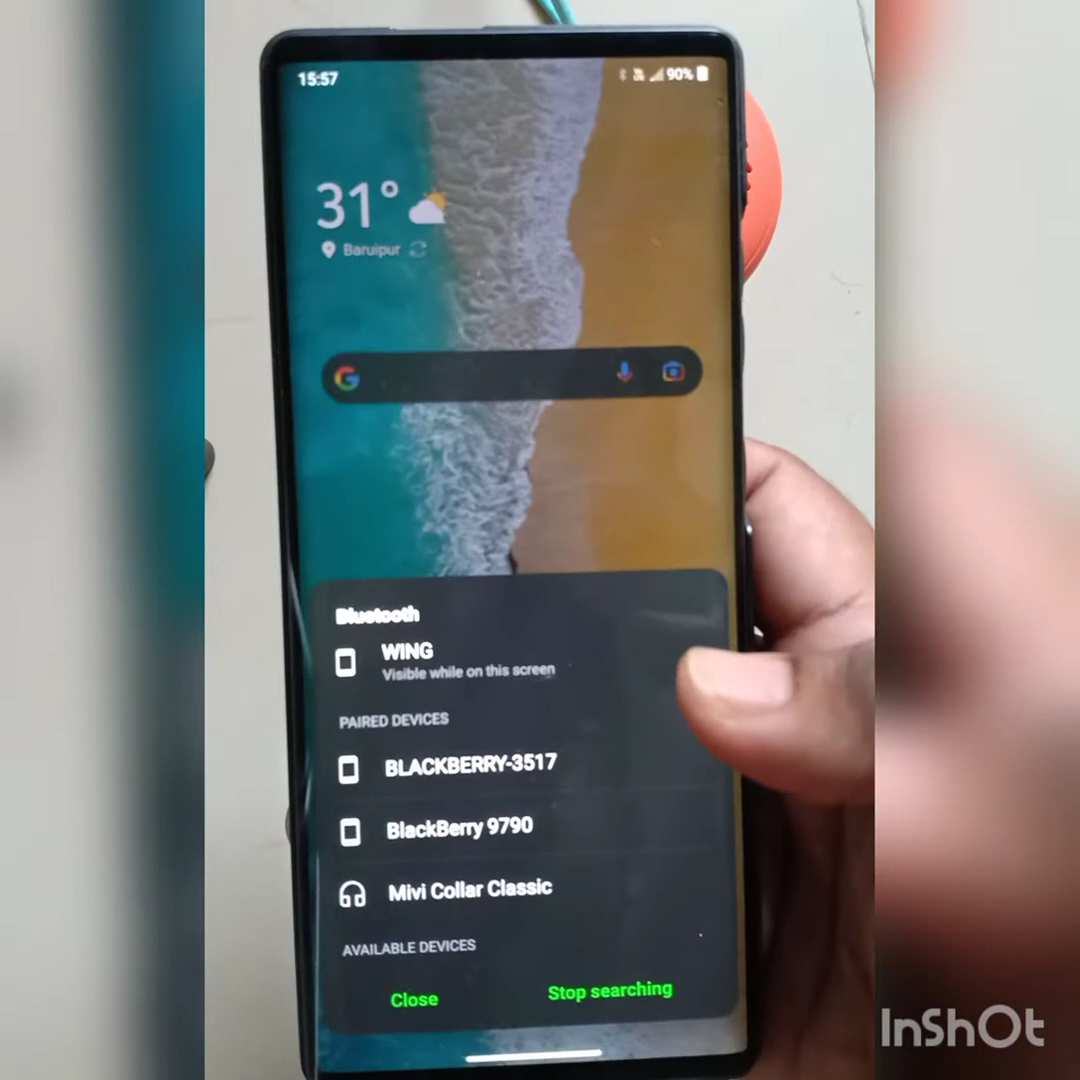 15:57
90%
31°
Baruipur
Bluetooth
WING
Visible while on this screen
PAIRED DEVICES
BLACKBERRY-3517
BlackBerry 9790
Mivi Collar Classic
AVAILABLE DEVICES
Close
Stop searching
InShOt